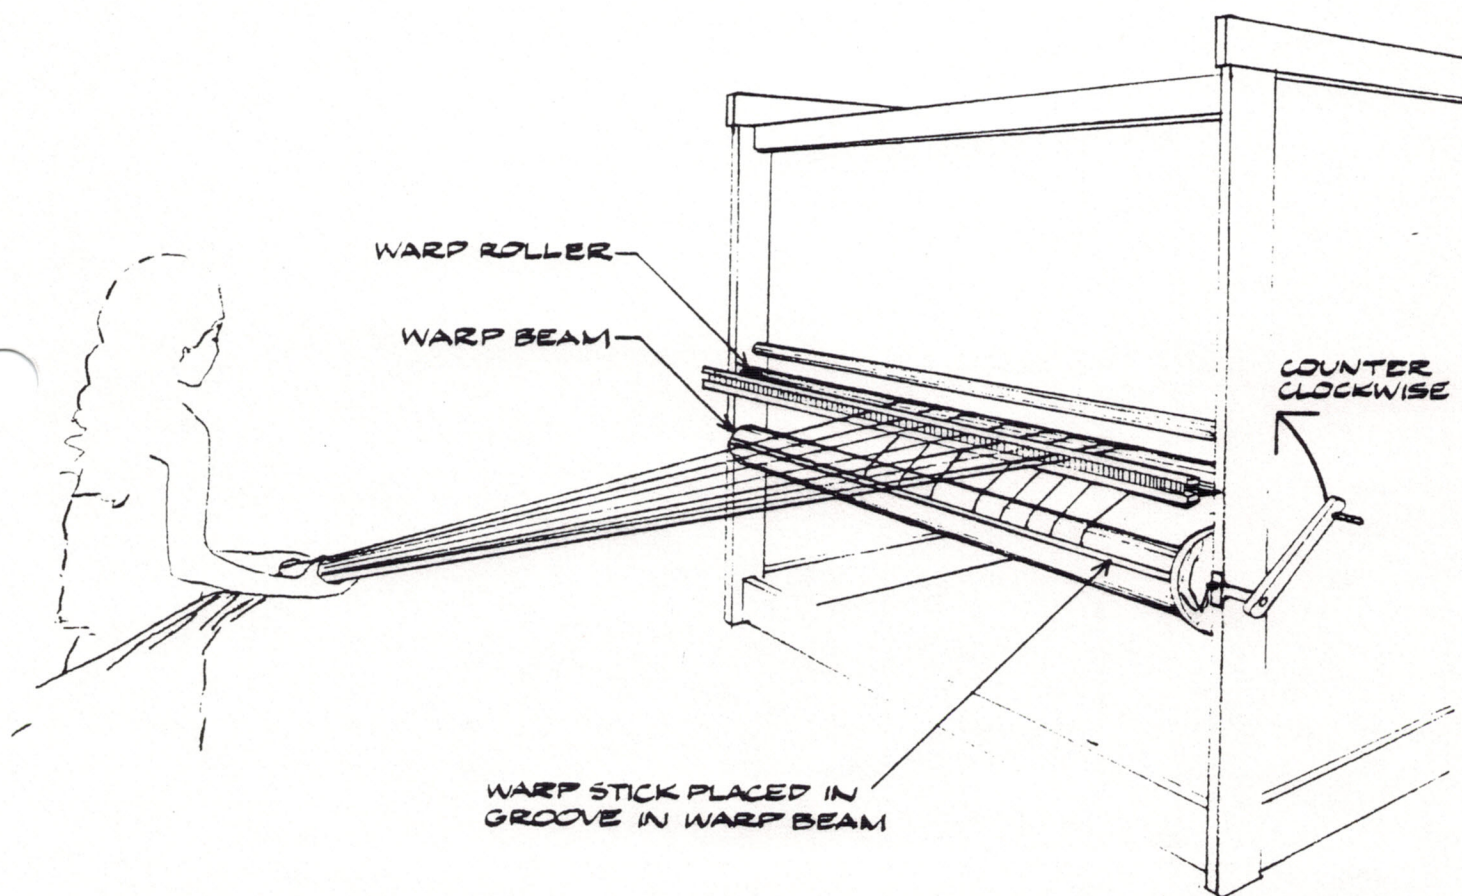 WARP ROLLER
WARP BEAM
COUNTER
CLOCKWISE
WARP STICK PLACED IN
GROOVE IN WARP BEAM